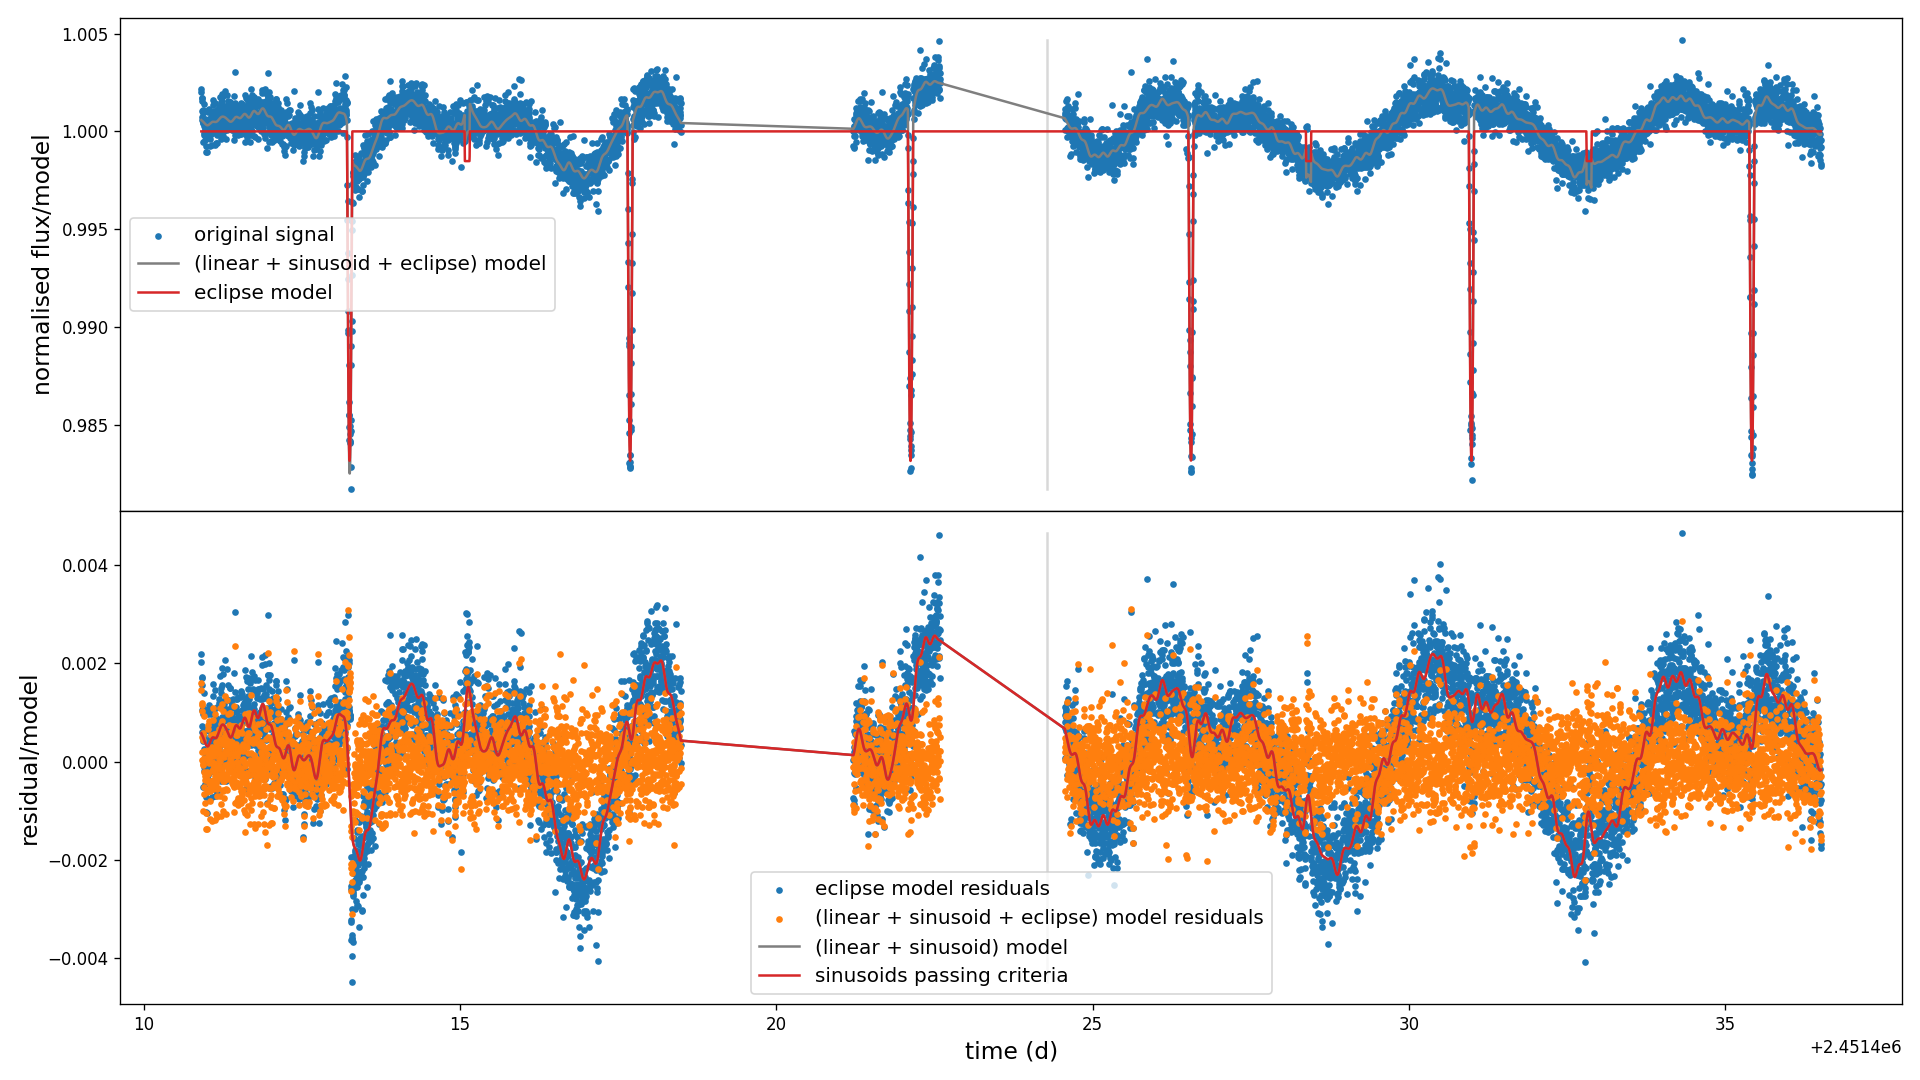 1.005
1.000
0.995
0.990
0.985
normalised flux/model
original signal
(linear + sinusoid + eclipse) model
eclipse model
0.004
0.002
0.000
−0.002
−0.004
residual/model
eclipse model residuals
(linear + sinusoid + eclipse) model residuals
(linear + sinusoid) model
sinusoids passing criteria
10
15
20
25
30
35
time (d)
+2.4514e6